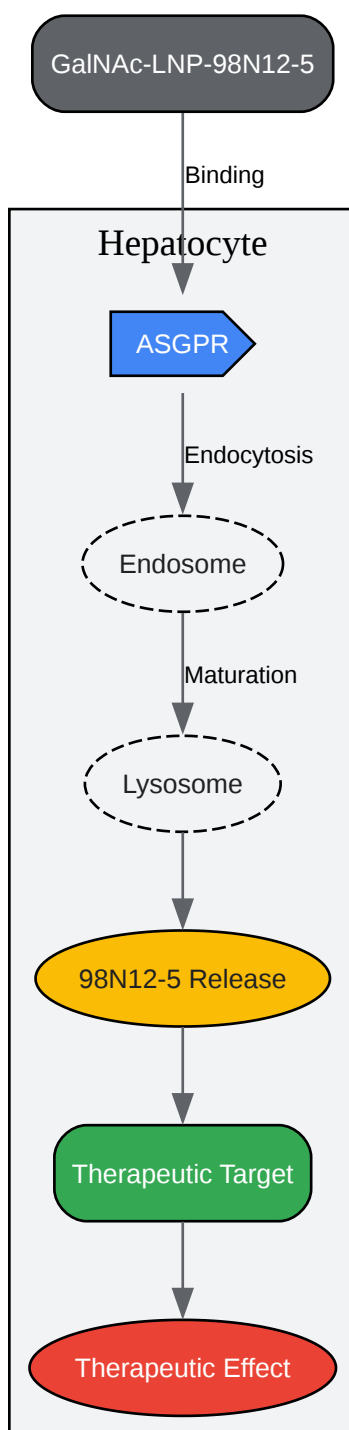 GalNAc-LNP-98N12-5
Binding
Hepatocyte
ASGPR
Endocytosis
Endosome
Maturation
Lysosome
98N12-5 Release
Therapeutic Target
Therapeutic Effect